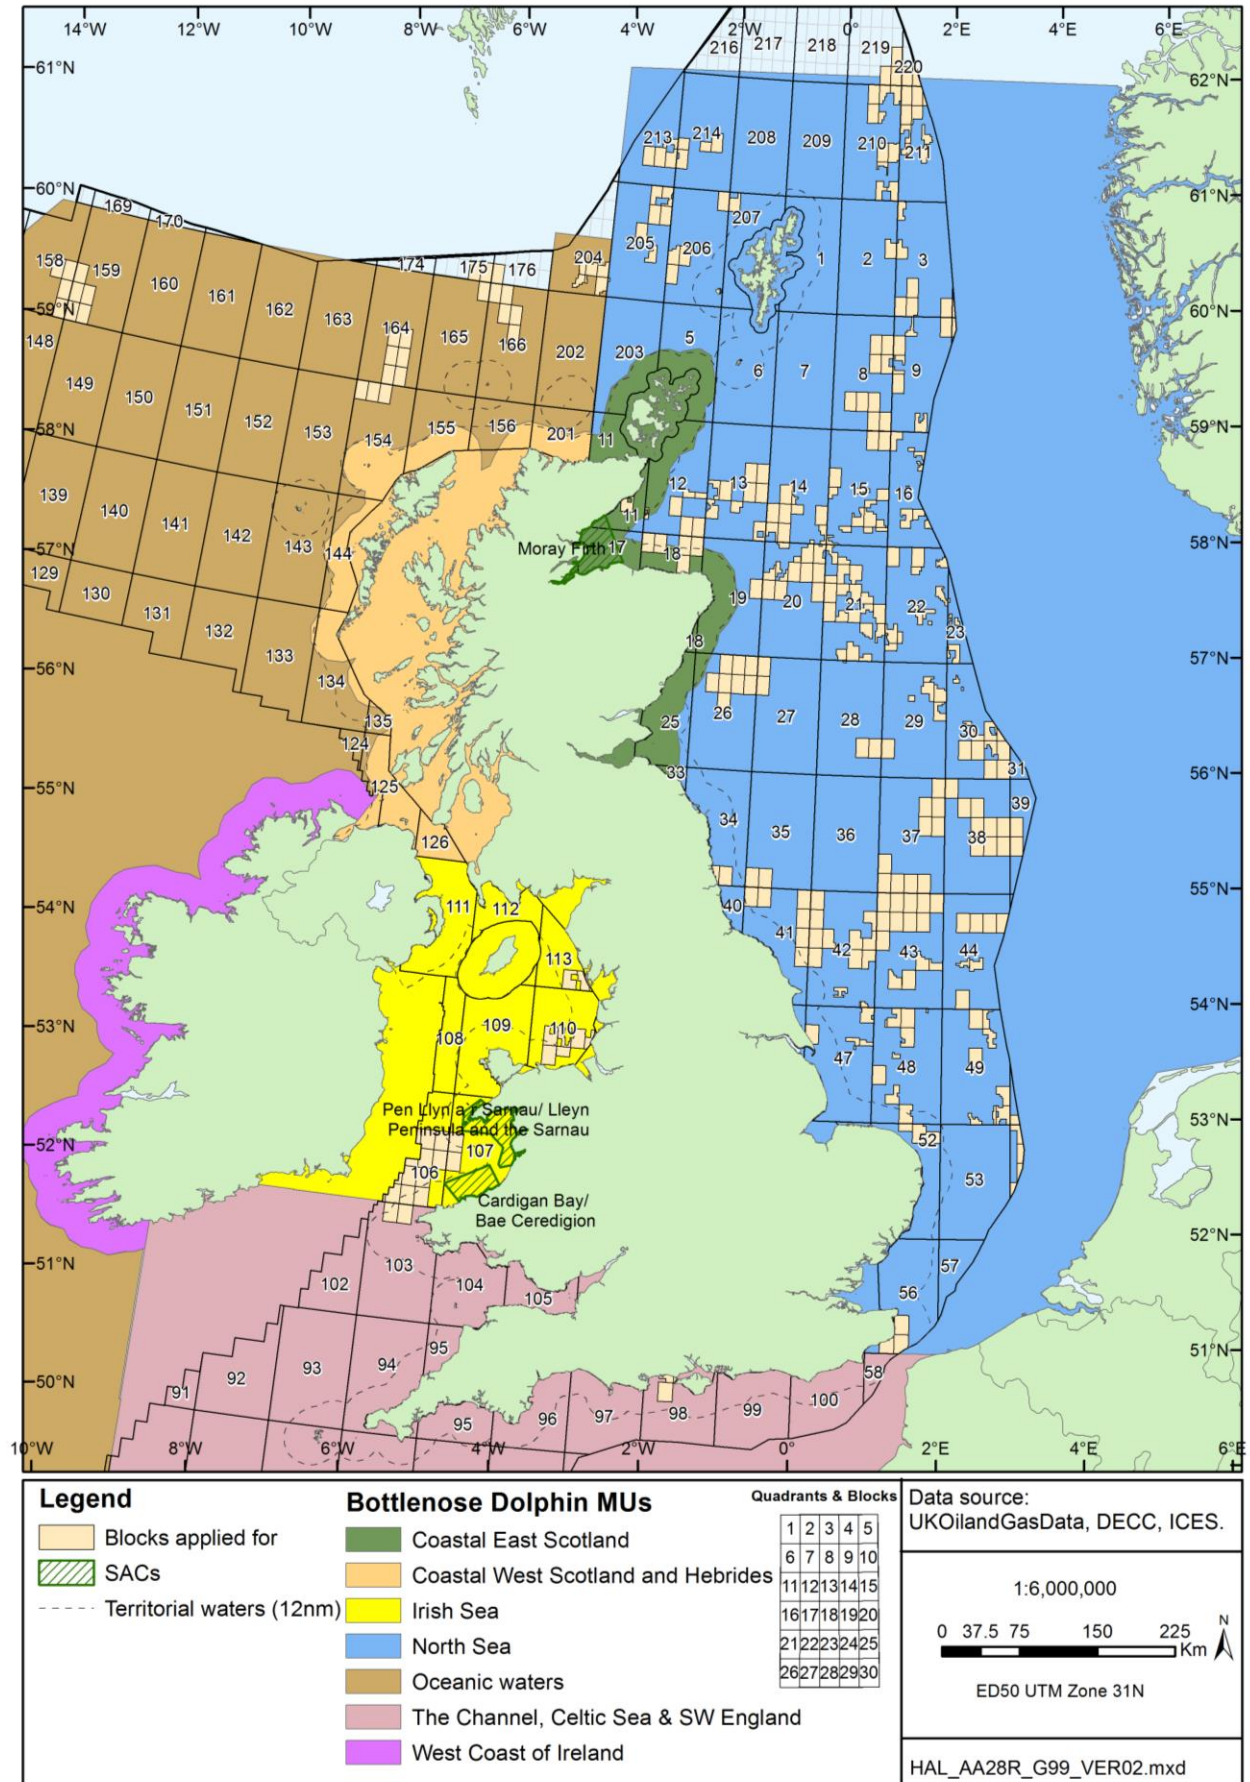 14°W 12°W 10°W 8°W 6°W 4°W 2°W 0° 2°E 4°E 6°E
216 217 218 219
220
61°N 62°N
213 214 208 209 210 211
60°N 61°N
169 170
207
158 159 174 175 176 204 205 206 1 2 3
160 161 162 163 164 165 166 202 203 5
59°N 60°N
148 149 150 151 152 153 154 155 156 201 11 6 7 8 9
58°N 59°N
139 140 141 142 143 144 12 13 14 15 16
11
Moray Firth 17 18
57°N 58°N
129 130 131 132 133 134 135 19 20 21 22 23
18
56°N 57°N
25 26 27 28 29 30 31
124 125 126 33
55°N 56°N
34 35 36 37 38 39
54°N 55°N
111 112 113 40 41 42 43 44
53°N 54°N
108 109 110 47 48 49
Pen Llyn a`r Sarnau/ Lleyn
Peninsula and the Sarnau
52°N 53°N
106 107 52 53
Cardigan Bay/
Bae Ceredigion
51°N 52°N
102 103 104 105 56 57
50°N 51°N
91 92 93 94 95 58
95 96 97 98 99 100
10°W 8°W 6°W 4°W 2°W 0° 2°E 4°E 6°E
Legend
Blocks applied for
SACs
Territorial waters (12nm)
Bottlenose Dolphin MUs
Coastal East Scotland
Coastal West Scotland and Hebrides
Irish Sea
North Sea
Oceanic waters
The Channel, Celtic Sea & SW England
West Coast of Ireland
Quadrants & Blocks
1 2 3 4 5
6 7 8 9 10
11 12 13 14 15
16 17 18 19 20
21 22 23 24 25
26 27 28 29 30
Data source:
UKOilandGasData, DECC, ICES.
1:6,000,000
0 37.5 75 150 225
Km
N
ED50 UTM Zone 31N
HAL_AA28R_G99_VER02.mxd